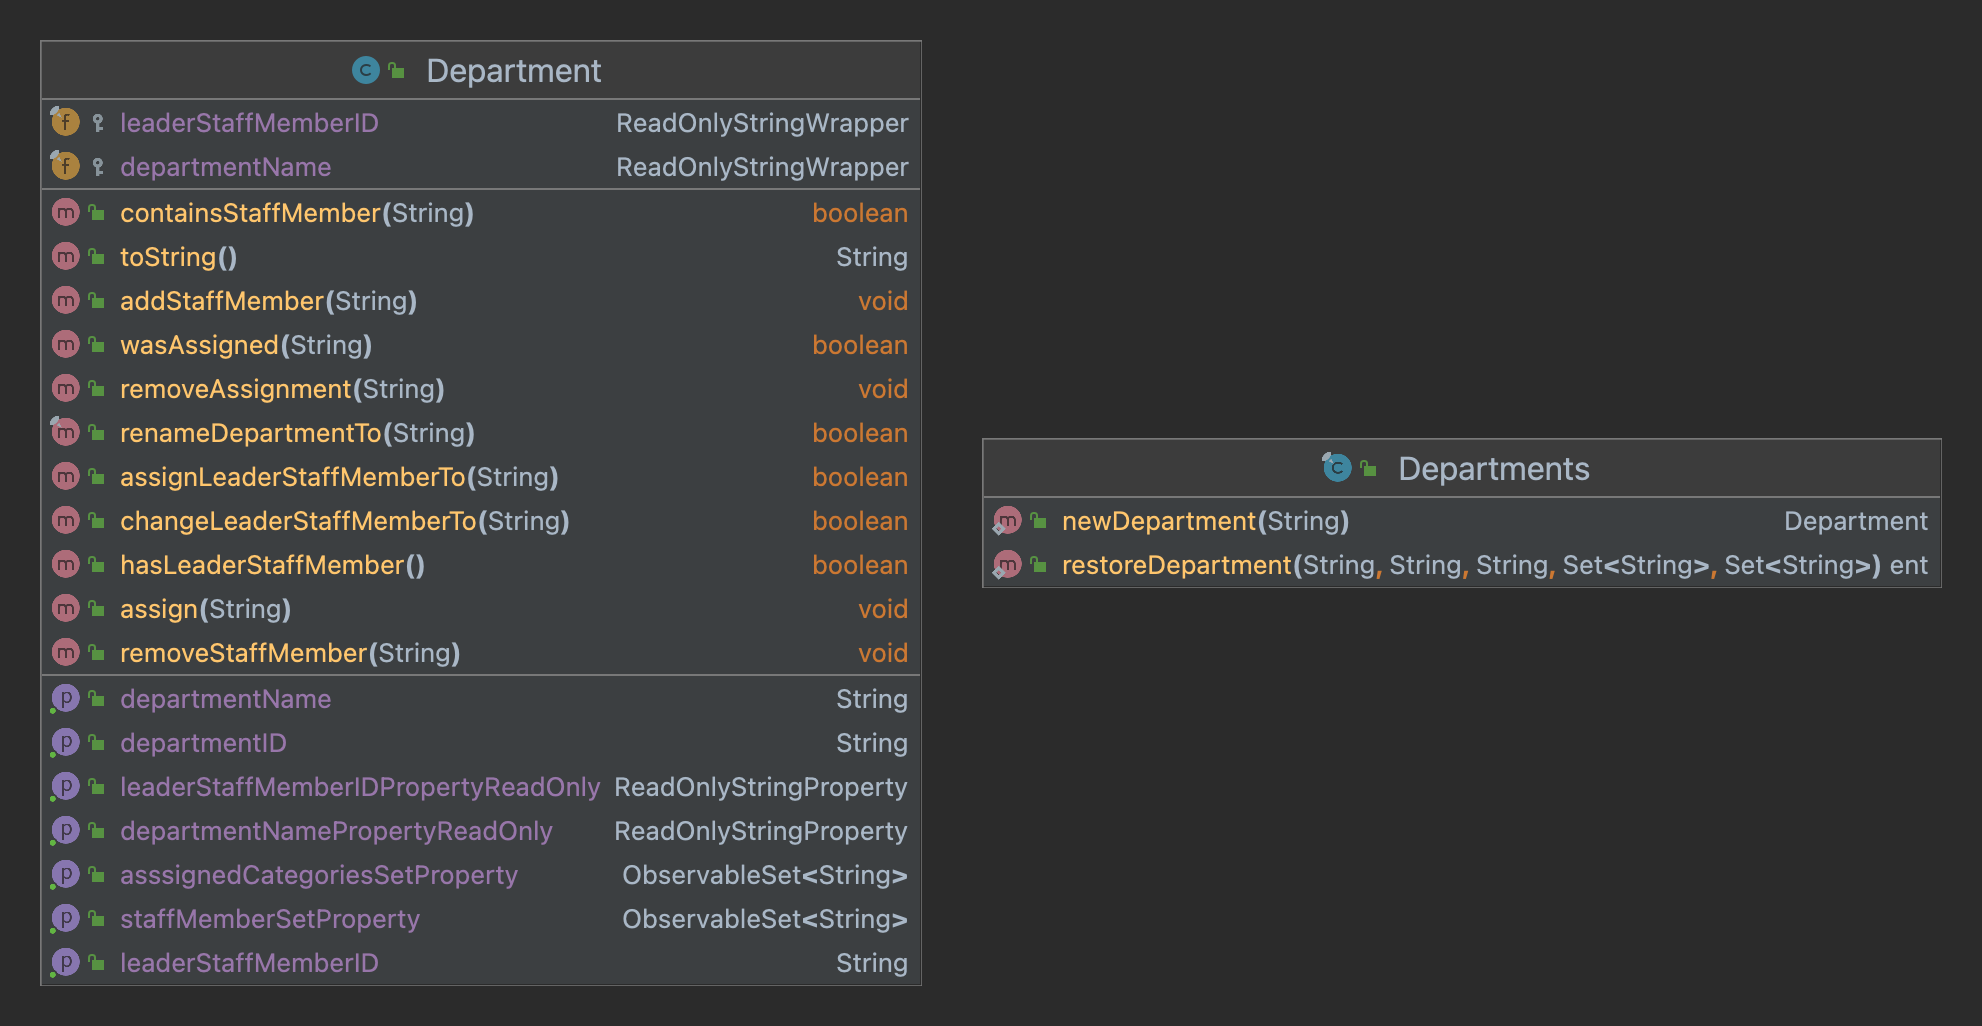 Department
leaderStaffMemberID ReadOnlyStringWrapper
departmentName ReadOnlyStringWrapper
containsStaffMember(String) boolean
toString() String
addStaffMember(String) void
wasAssigned(String) boolean
removeAssignment(String) void
renameDepartmentTo(String) boolean
assignLeaderStaffMemberTo(String) boolean
changeLeaderStaffMemberTo(String) boolean
hasLeaderStaffMember() boolean
assign(String) void
removeStaffMember(String) void
departmentName String
departmentID String
leaderStaffMemberIDPropertyReadOnly ReadOnlyStringProperty
departmentNamePropertyReadOnly ReadOnlyStringProperty
asssignedCategoriesSetProperty ObservableSet<String>
staffMemberSetProperty ObservableSet<String>
leaderStaffMemberID String
Departments
newDepartment(String) Department
restoreDepartment(String, String, String, Set<String>, Set<String>) ent